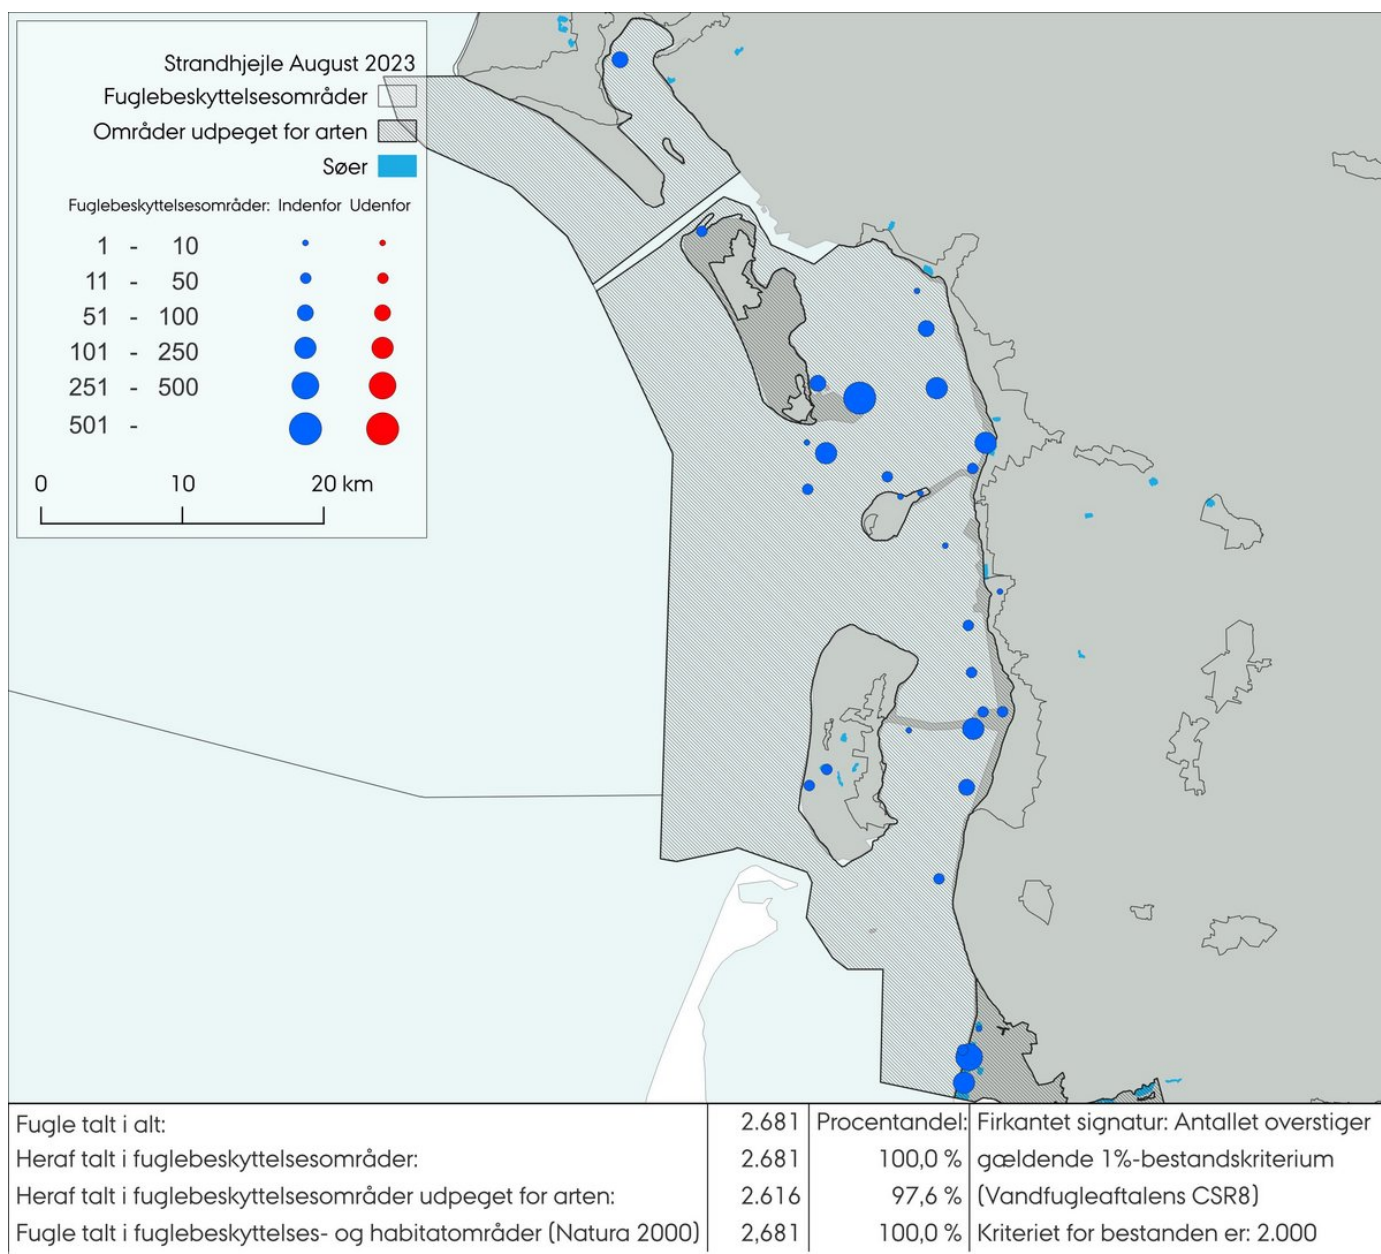 Strandhjejle August 2023
Fuglebeskyttelsesområder
Områder udpeget for arten
Søer
Fuglebeskyttelsesområder: Indenfor Udenfor
1 - 10
11 - 50
51 - 100
101 - 250
251 - 500
501 -
0 10 20 km
Fugle talt i alt: 2.681 Procentandel: Firkantet signatur: Antallet overstiger
Heraf talt i fuglebeskyttelsesområder: 2.681 100,0 % gældende 1%-bestandskriterium
Heraf talt i fuglebeskyttelsesområder udpeget for arten: 2.616 97,6 % (Vandfugleaftalens CSR8)
Fugle talt i fuglebeskyttelses- og habitatområder (Natura 2000) 2,681 100,0 % Kriteriet for bestanden er: 2.000